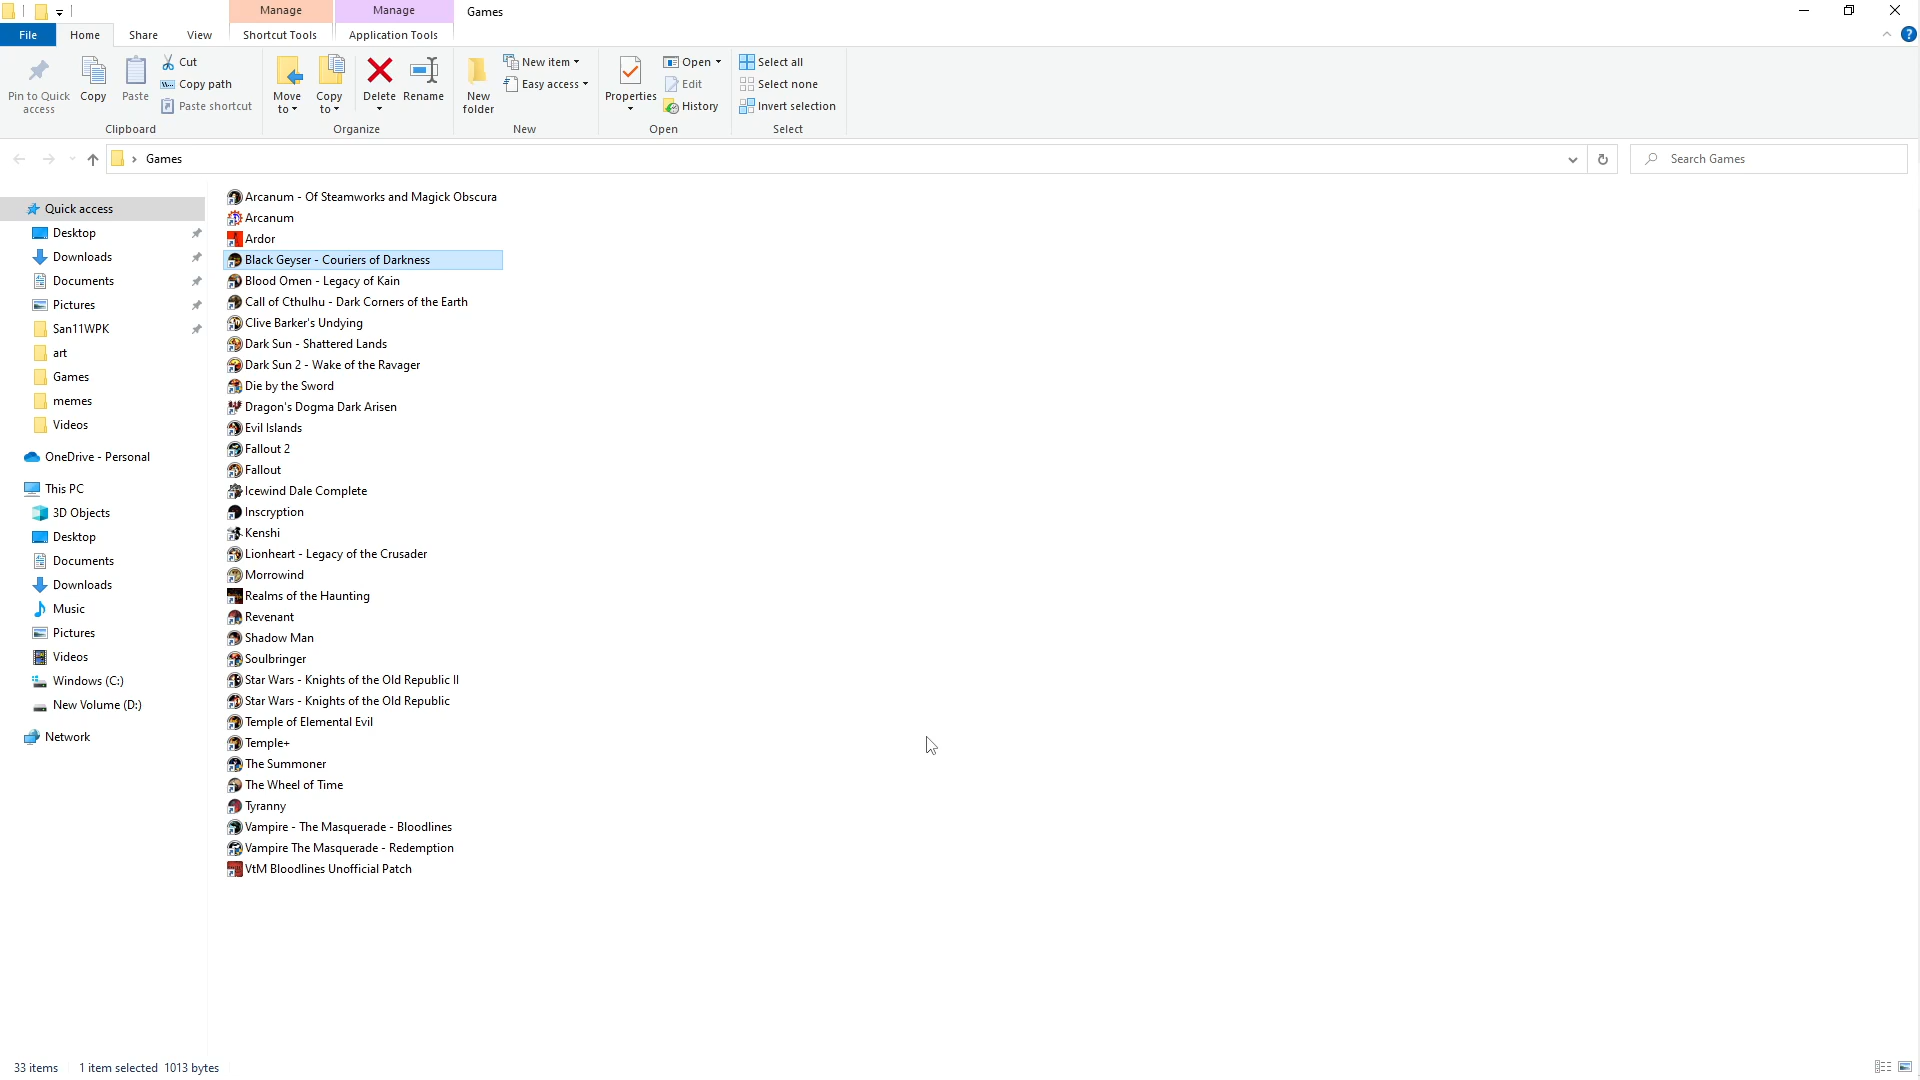 Manage
Manage
Games
File
Home
Share
View
Shortcut Tools
Application Tools
Pin to Quick access
Copy
Paste
Cut
Copy path
Paste shortcut
Clipboard
Move to
Copy to
Delete
Rename
Organize
New folder
New item
Easy access
New
Properties
Open
Edit
History
Open
Select all
Select none
Invert selection
Select
Games
Search Games
Quick access
Desktop
Downloads
Documents
Pictures
San11WPK
art
Games
memes
Videos
OneDrive - Personal
This PC
3D Objects
Desktop
Documents
Downloads
Music
Pictures
Videos
Windows (C:)
New Volume (D:)
Network
Arcanum - Of Steamworks and Magick Obscura
Arcanum
Ardor
Black Geyser - Couriers of Darkness
Blood Omen - Legacy of Kain
Call of Cthulhu - Dark Corners of the Earth
Clive Barker's Undying
Dark Sun - Shattered Lands
Dark Sun 2 - Wake of the Ravager
Die by the Sword
Dragon's Dogma Dark Arisen
Evil Islands
Fallout 2
Fallout
Icewind Dale Complete
Inscryption
Kenshi
Lionheart - Legacy of the Crusader
Morrowind
Realms of the Haunting
Revenant
Shadow Man
Soulbringer
Star Wars - Knights of the Old Republic II
Star Wars - Knights of the Old Republic
Temple of Elemental Evil
Temple+
The Summoner
The Wheel of Time
Tyranny
Vampire - The Masquerade - Bloodlines
Vampire The Masquerade - Redemption
VtM Bloodlines Unofficial Patch
33 items
1 item selected 1013 bytes